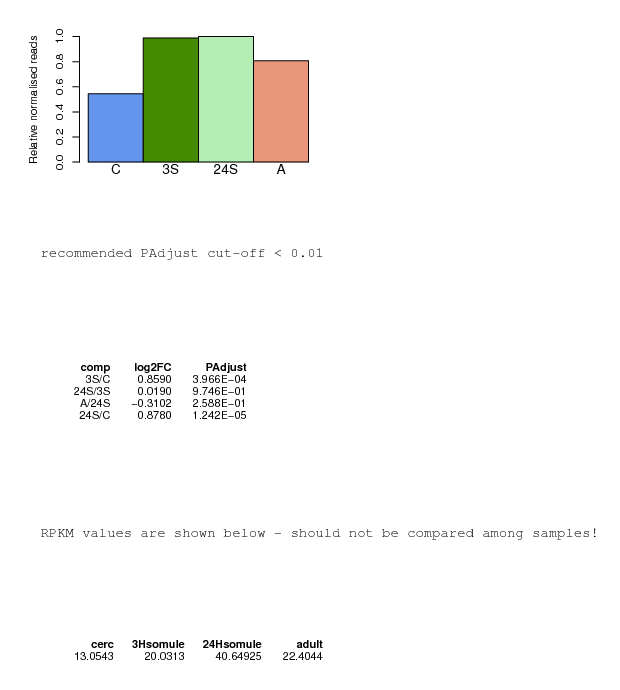 Relative normalised reads
1.0
0.8
0.6
0.4
0.2
0.0
C 3S 24S A
recommended PAdjust cut-off < 0.01
comp log2FC PAdjust
3S/C 0.8590 3.966E-04
24S/3S 0.0190 9.746E-01
A/24S -0.3102 2.588E-01
24S/C 0.8780 1.242E-05
RPKM values are shown below - should not be compared among samples!
cerc 3Hsomule 24Hsomule adult
13.0543 20.0313 40.64925 22.4044